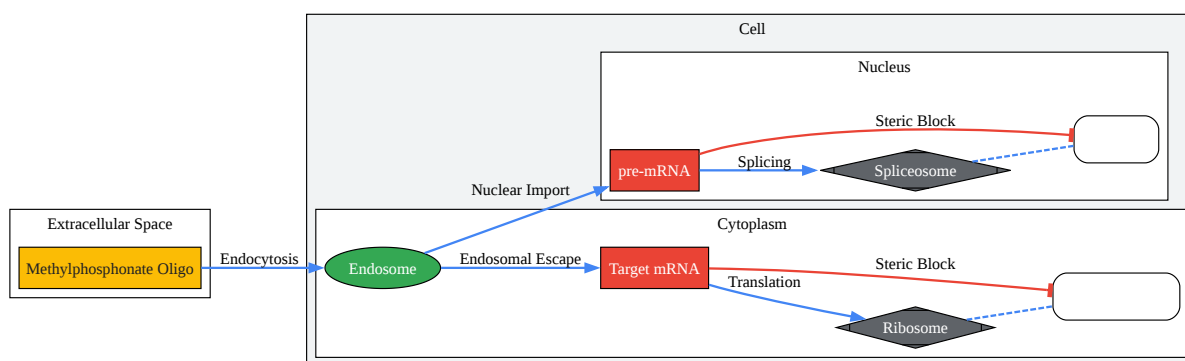 Cell
Nucleus
Steric Block
pre-mRNA
Splicing
Spliceosome
Nuclear Import
Extracellular Space
Cytoplasm
Methylphosphonate Oligo
Endocytosis
Endosome
Endosomal Escape
Target mRNA
Steric Block
Translation
Ribosome